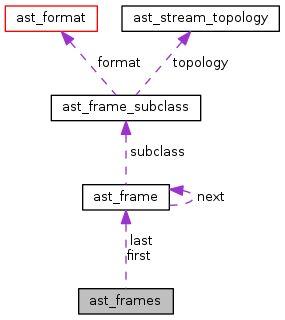 ast_format
ast_stream_topology
format
topology
ast_frame_subclass
subclass
ast_frame
next
last
first
ast_frames